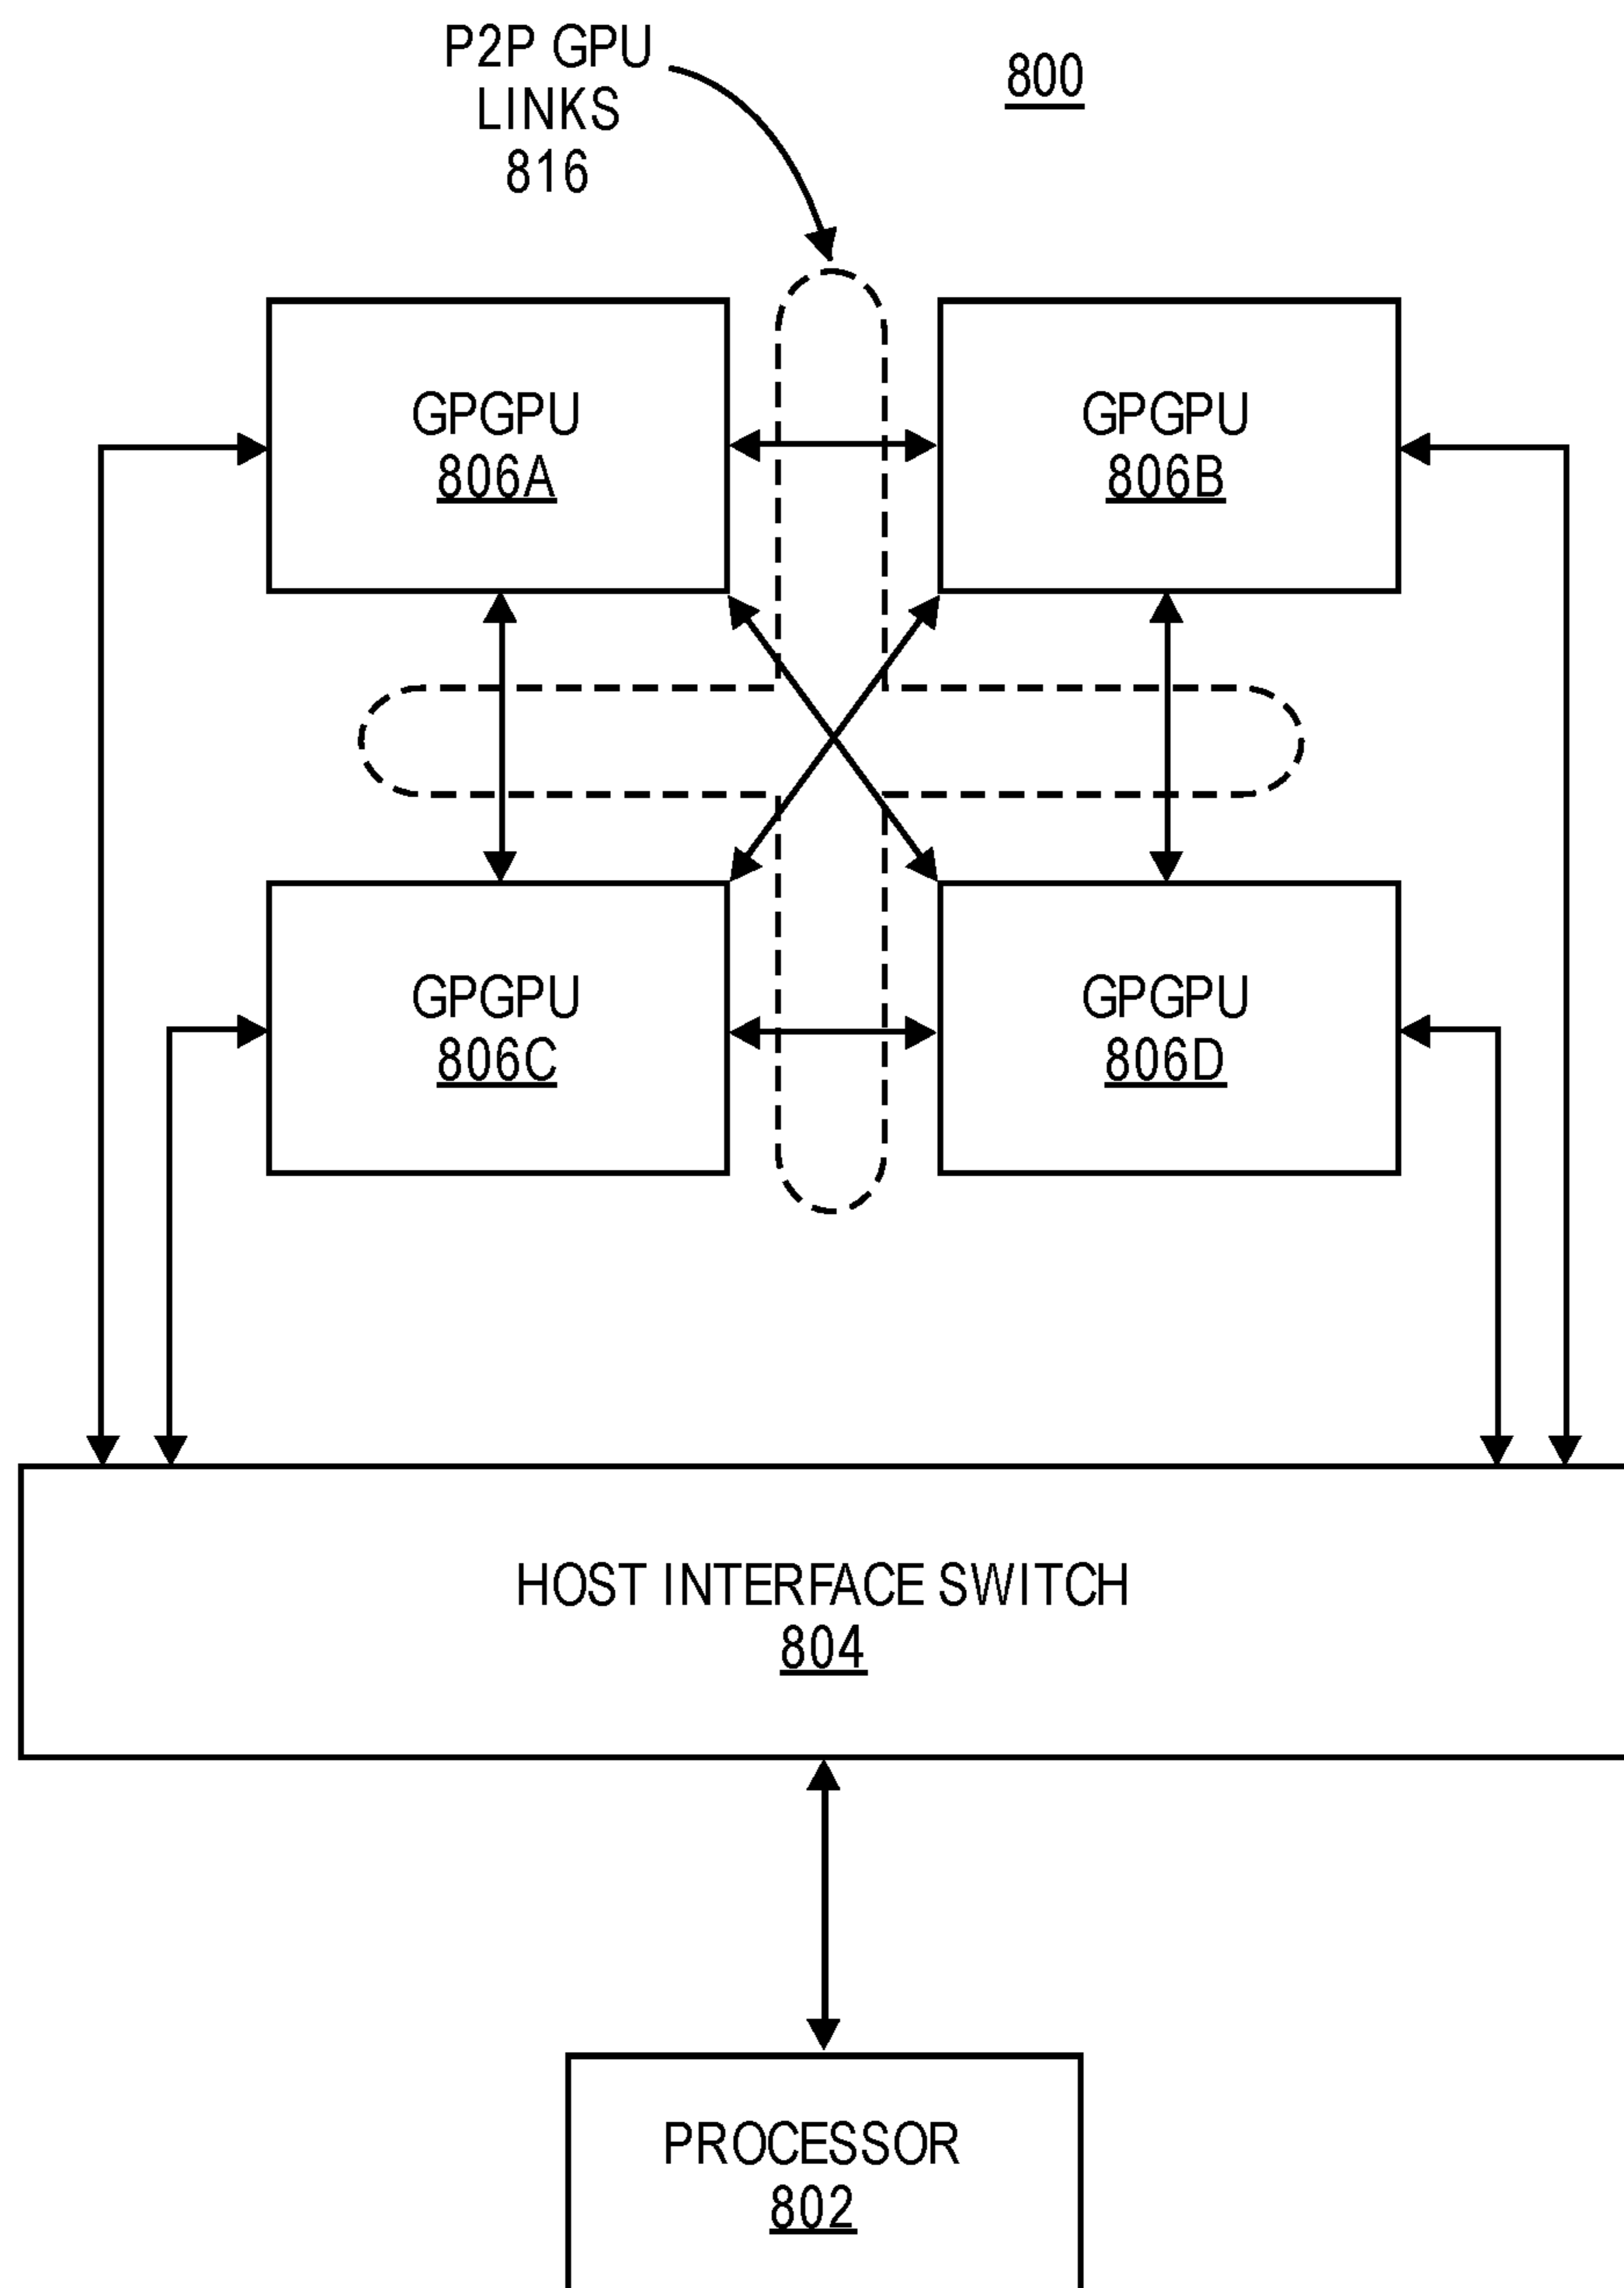 P2P GPU
LINKS
816
800
GPGPU
806A
GPGPU
806B
GPGPU
806C
GPGPU
806D
HOST INTERFACE SWITCH
804
PROCESSOR
802